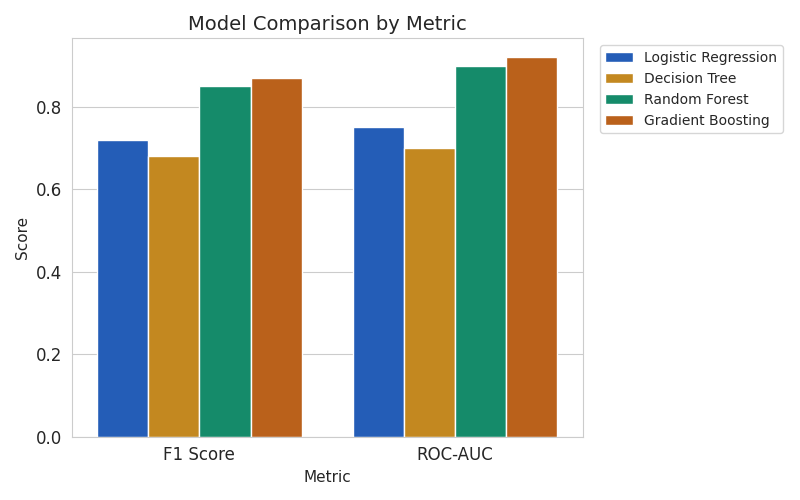 Model Comparison by Metric
Logistic Regression
Decision Tree
Random Forest
Gradient Boosting
Score
0.8
0.6
0.4
0.2
0.0
F1 Score
ROC-AUC
Metric